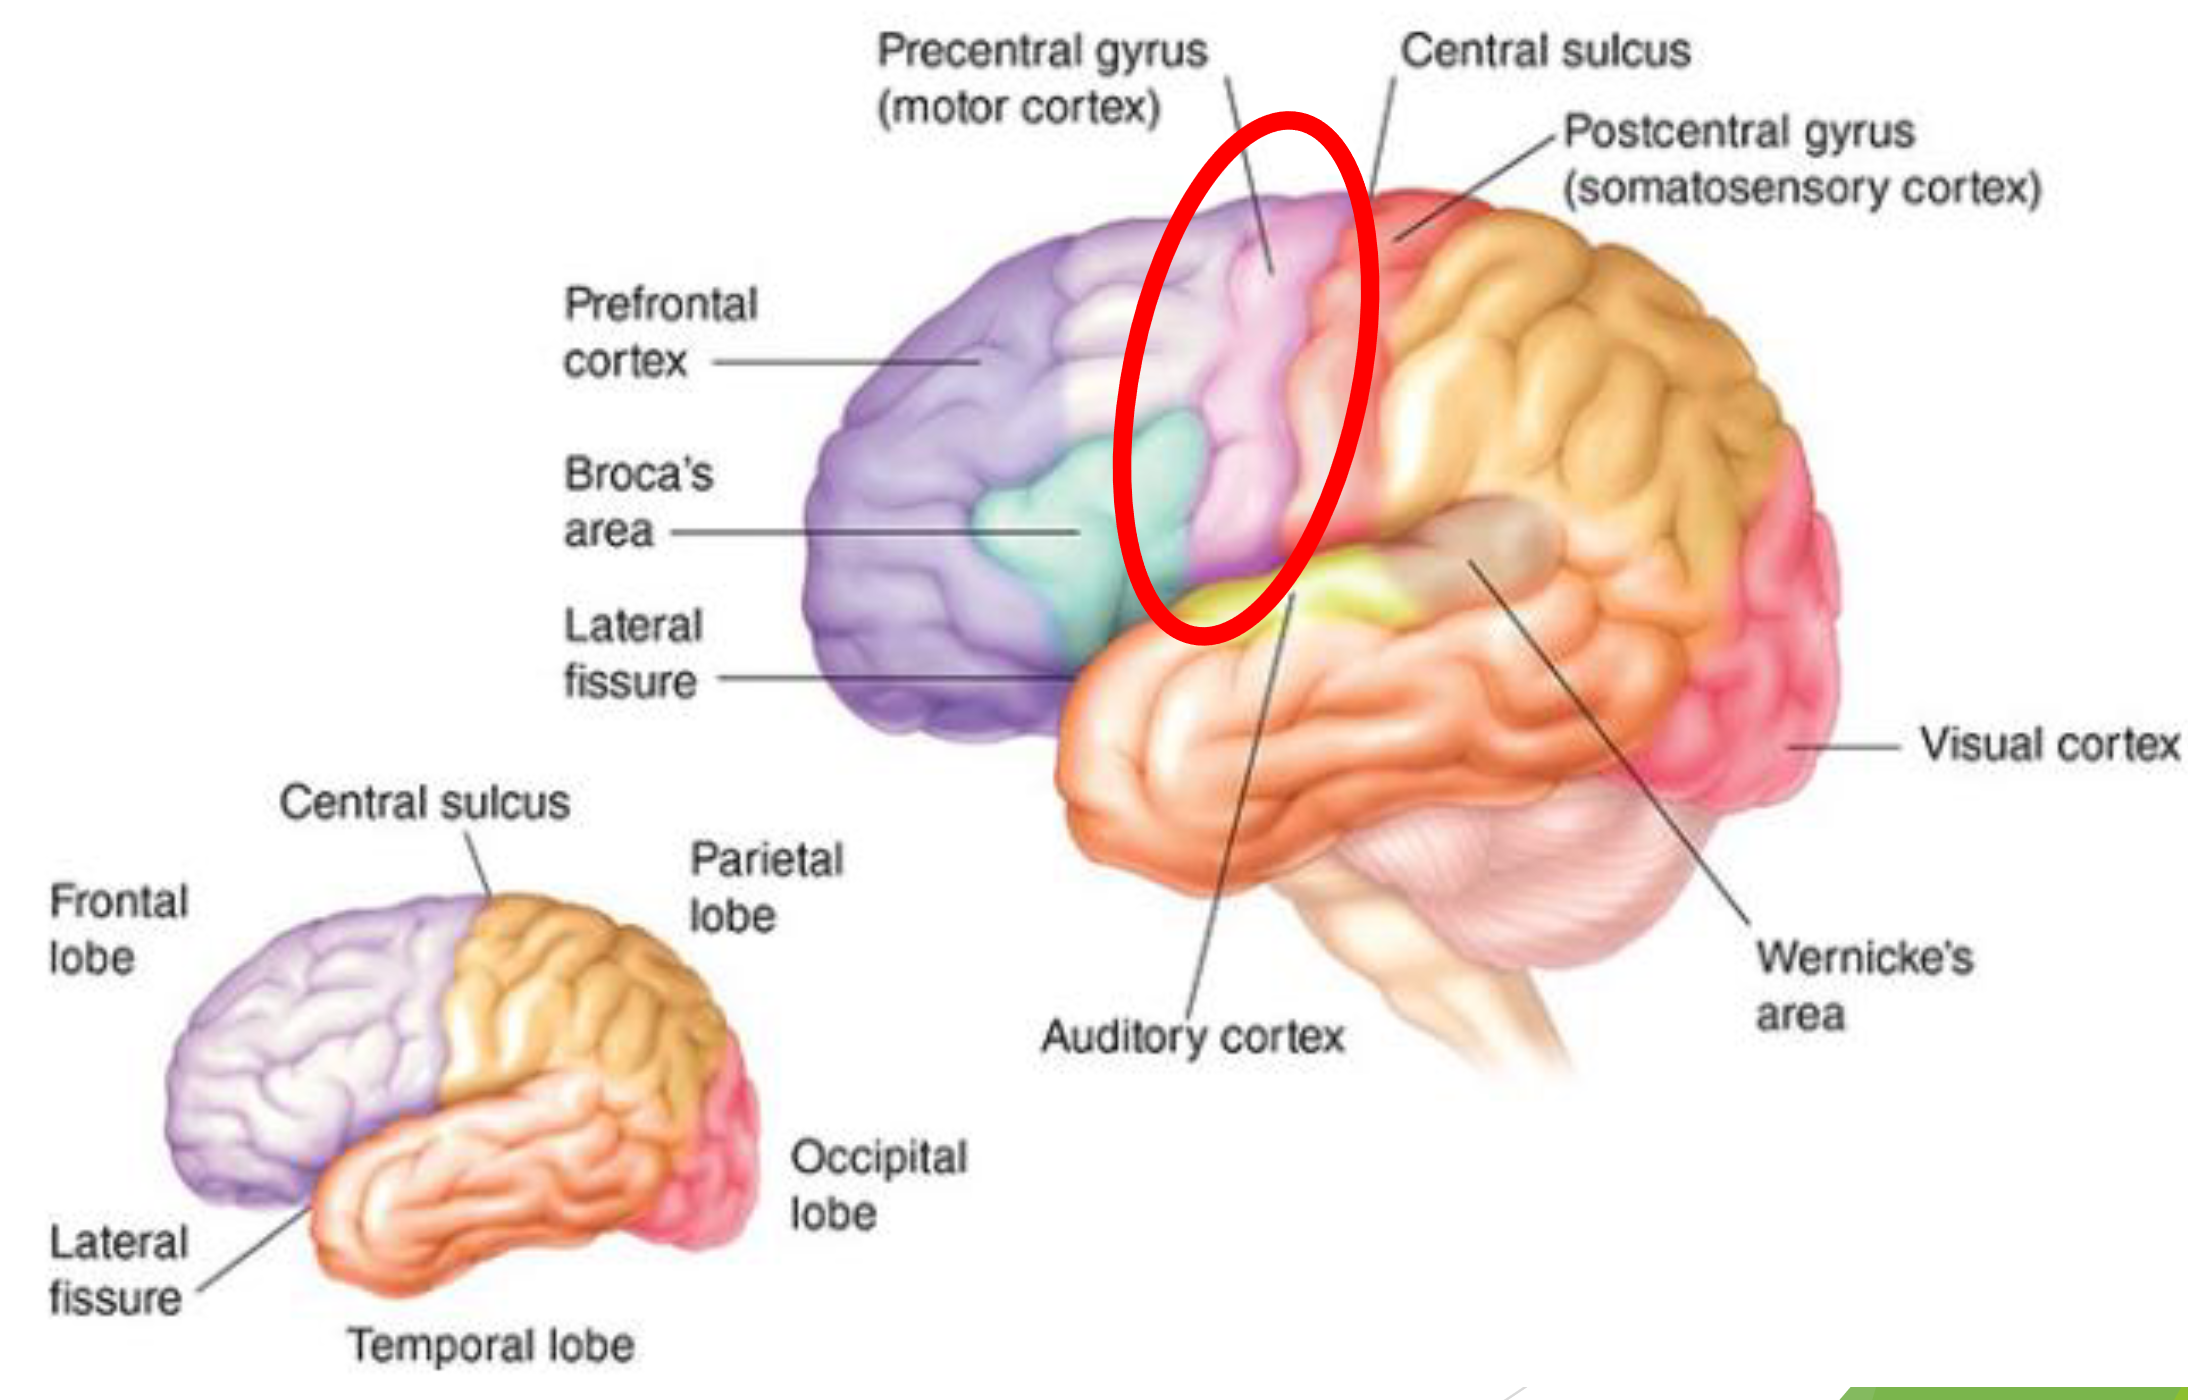 Precentral gyrus
(motor cortex)
Central sulcus
Postcentral gyrus
(somatosensory cortex)
Prefrontal
cortex
Broca's
area
Lateral
fissure
Visual cortex
Wernicke's
area
Auditory cortex
Central sulcus
Parietal
lobe
Frontal
lobe
Occipital
lobe
Lateral
fissure
Temporal lobe